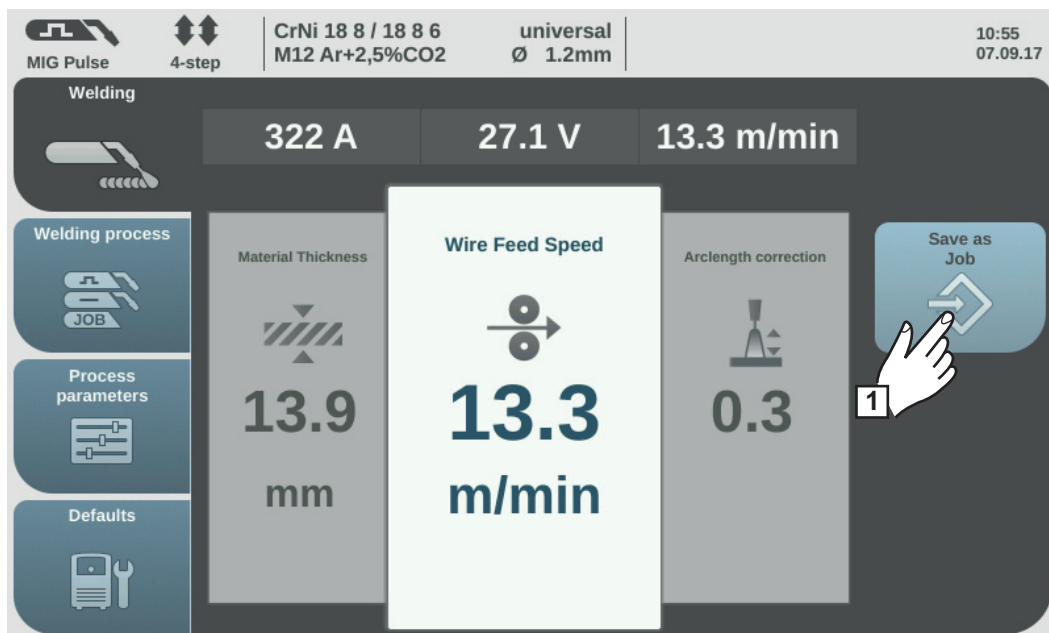 MIG Pulse
4-step
CrNi 18 8 / 18 8 6 universal
M12 Ar+2,5%CO2 Ø 1.2mm
10:55
07.09.17
Welding
322 A
27.1 V
13.3 m/min
Welding process
JOB
Process
parameters
Defaults
Material Thickness
13.9
mm
Wire Feed Speed
13.3
m/min
Arclength correction
0.3
Save as
Job
1